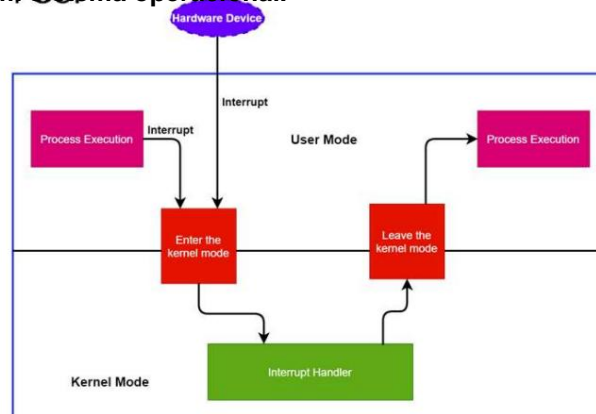 operacional.
Hardware Device
Interrupt
Process Execution
Interrupt
User Mode
Process Execution
Enter the
kernel mode
Leave the
kernel mode
Interrupt Handler
Kernel Mode